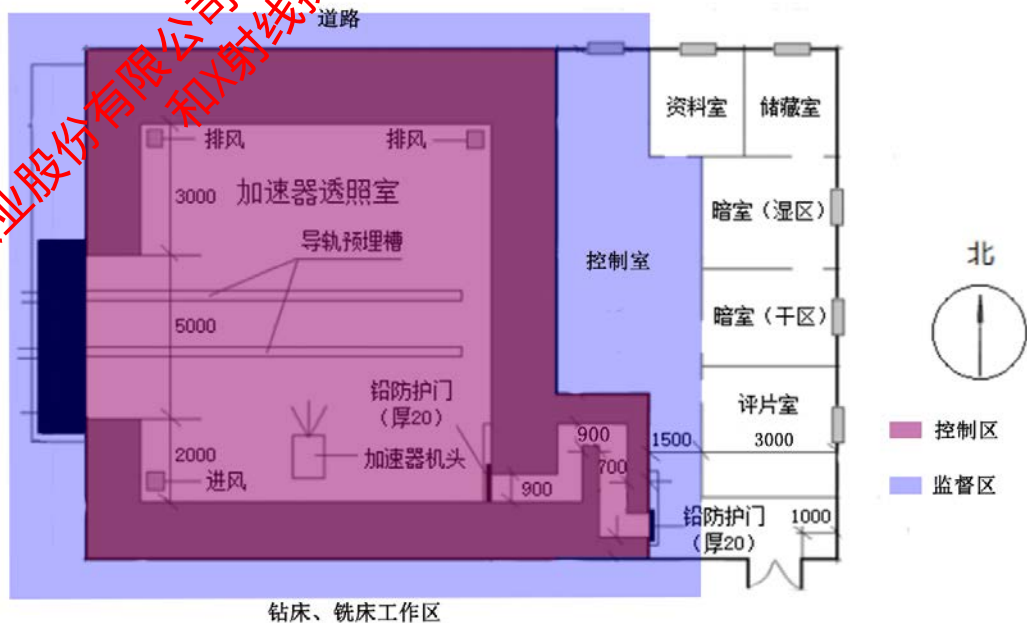 道路
业股份有限公司
和X射线
资料室
储藏室
排风
排风
3000
加速器透照室
暗室（湿区）
导轨预埋槽
控制室
北
5000
暗室（干区）
铅防护门
（厚20）
评片室
控制区
900
1500
3000
2000
加速器机头
700
进风
900
监督区
铅防护门
（厚20）
1000
钻床、铣床工作区